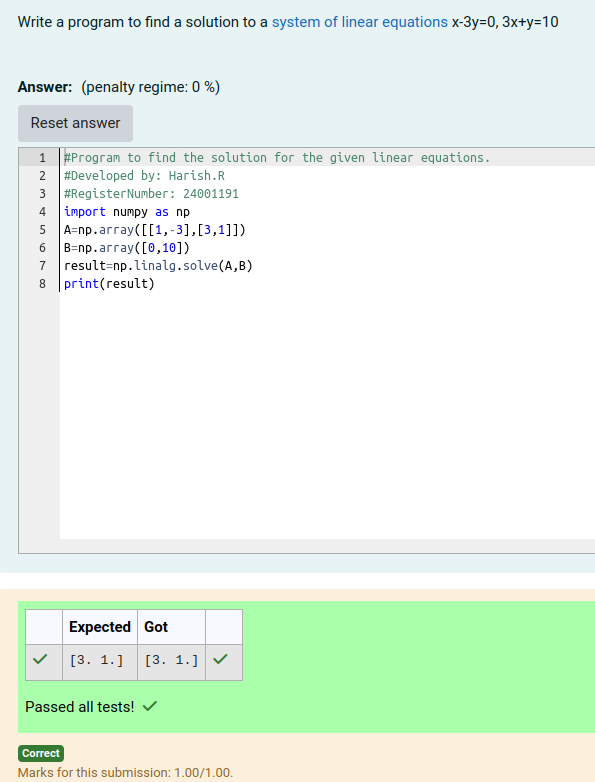 Write a program to find a solution to a system of linear equations x-3y=0, 3x+y=10
Answer: (penalty regime: 0 %)
Reset answer
1 #Program to find the solution for the given linear equations.
2 #Developed by: Harish.R
3 #RegisterNumber: 24001191
4 import numpy as np
5 A=np.array([[1,-3],[3,1]])
6 B=np.array([0,10])
7 result=np.linalg.solve(A,B)
8 print(result)
Expected Got
[3. 1.] [3. 1.]
Passed all tests!
Correct
Marks for this submission: 1.00/1.00.